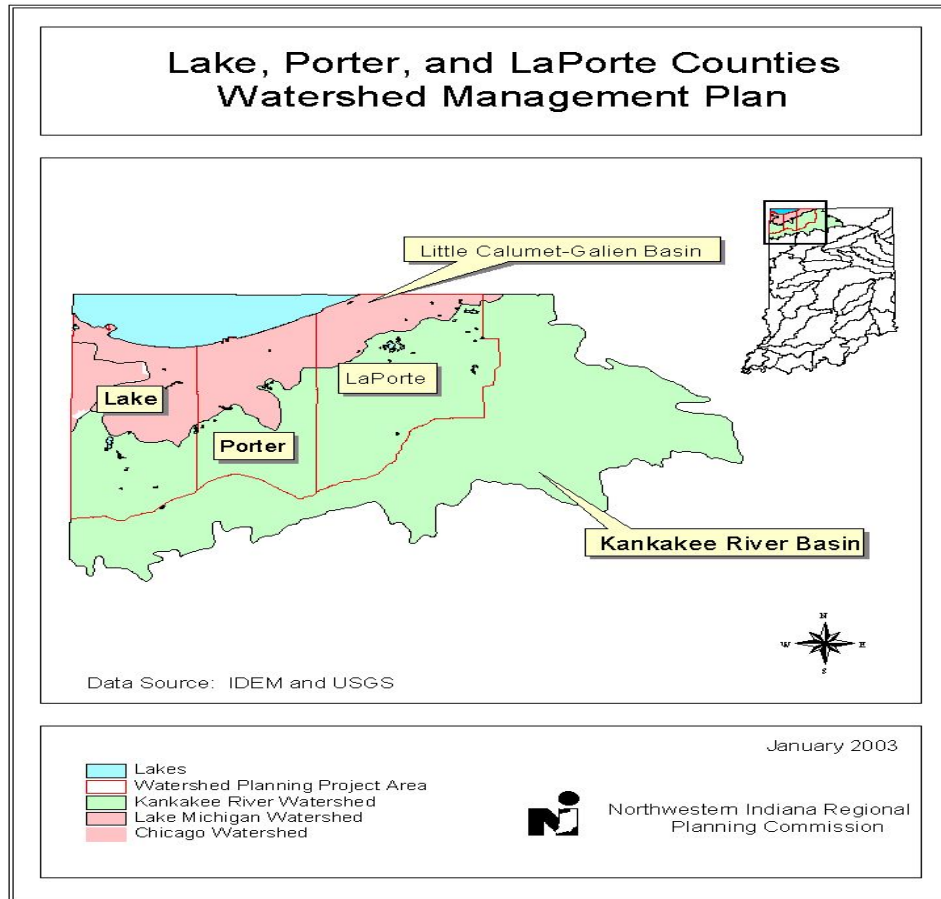 Lake, Porter, and LaPorte Counties
Watershed Management Plan
Little Calumet-Galien Basin
LaPorte
Lake
Porter
Kankakee River Basin
N
W E
S
Data Source: IDEM and USGS
January 2003
Lakes
Watershed Planning Project Area
Kankakee River Watershed
Lake Michigan Watershed
Chicago Watershed
Northwestern Indiana Regional
Planning Commission